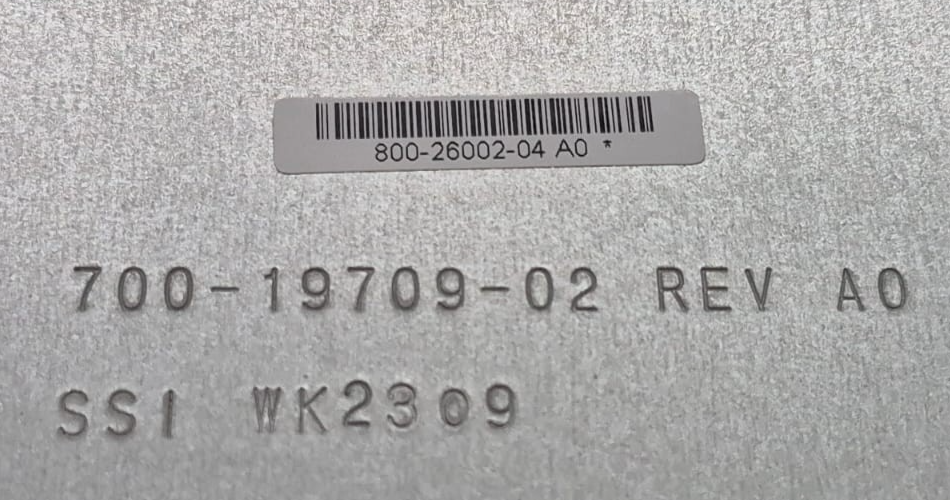 800-26002-04 A0 *
700-19709-02 REV A0
SSI WK2309